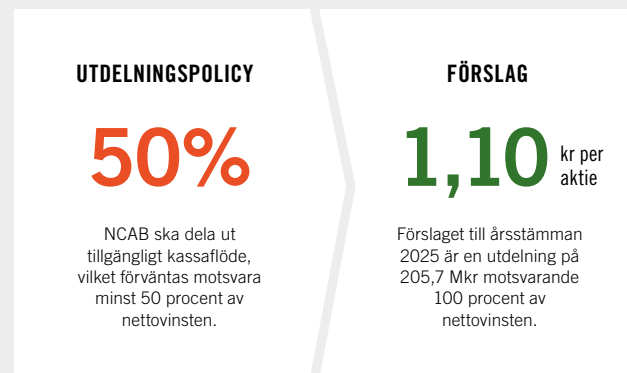 UTDELNINGSPOLICY
50%
NCAB ska dela ut
tillgängligt kassaflöde,
vilket förväntas motsvara
minst 50 procent av
nettovinsten.
FÖRSLAG
1,10 kr per
aktie
Förslaget till årsstämman
2025 är en utdelning på
205,7 Mkr motsvarande
100 procent av
nettovinsten.